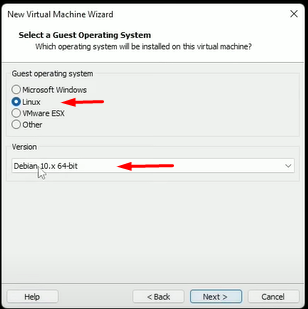 New Virtual Machine Wizard
Select a Guest Operating System
Which operating system will be installed on this virtual machine?
Guest operating system
Microsoft Windows
Linux
VMware ESX
Other
Version
Debian 10.x 64-bit
Help
< Back
Next >
Cancel